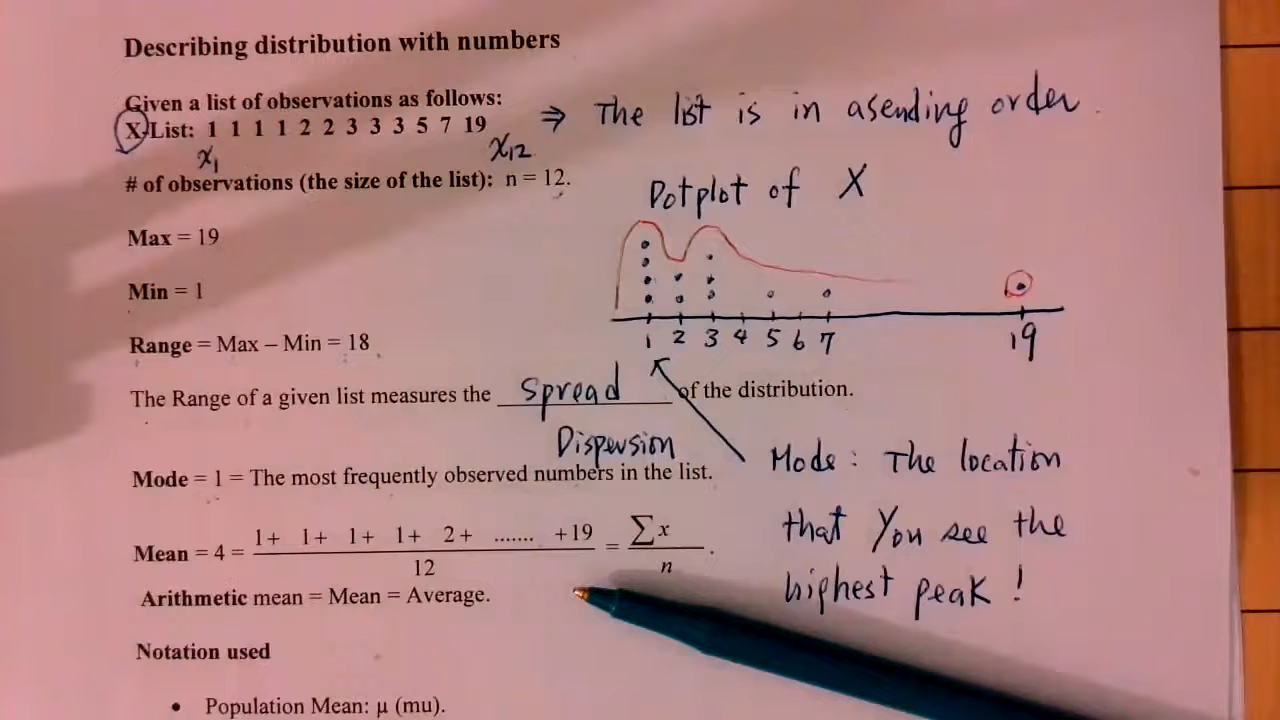 Describing distribution with numbers
Given a list of observations as follows:
X-List: 1 1 1 1 2 2 3 3 3 5 7 19
⇒ The list is in asending order.
x₁
x₁₂
# of observations (the size of the list): n = 12.
Dotplot of X
Max = 19
Min = 1
1 2 3 4 5 6 7 19
Range = Max – Min = 18
The Range of a given list measures the Spread of the distribution.
Dispersion
Mode = 1 = The most frequently observed numbers in the list.
Mode: The location
that You see the
highest peak!
Mean = 4 = 1+ 1+ 1+ 1+ 2+ ....... +19 / 12 = ∑x / n .
Arithmetic mean = Mean = Average.
Notation used
• Population Mean: μ (mu).